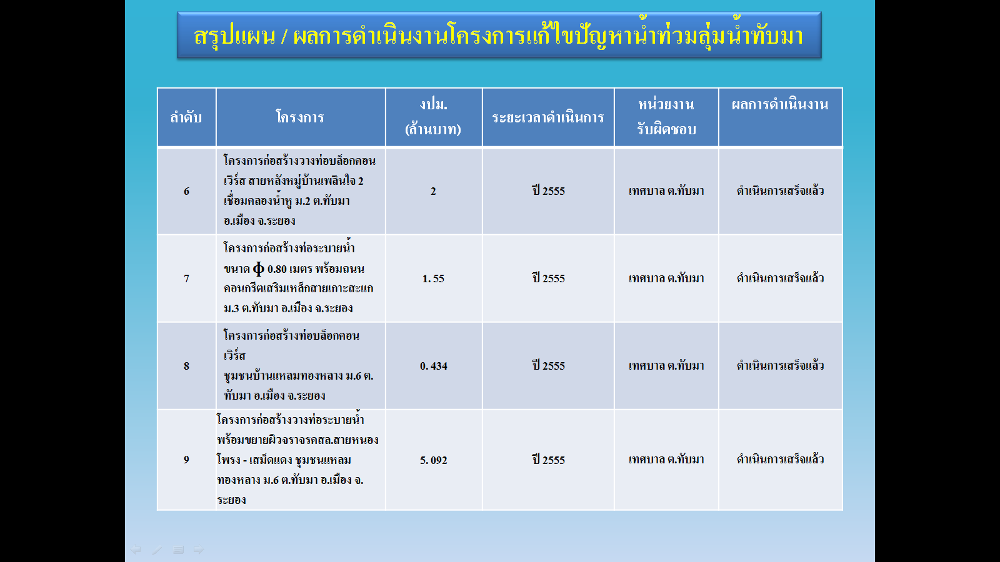 สรุปแผน / ผลการดำเนินงานโครงการแก้ไขปัญหาน้ำท่วมลุ่มน้ำทับมา
ลำดับ
โครงการ
งปม.
(ล้านบาท)
ระยะเวลาดำเนินการ
หน่วยงาน
รับผิดชอบ
ผลการดำเนินงาน
6
โครงการก่อสร้างวางท่อบล็อกคอน
เวิร์ส สายหลังหมู่บ้านเพลินใจ 2
เชื่อมคลองน้ำหู ม.2 ต.ทับมา
อ.เมือง จ.ระยอง
2
ปี 2555
เทศบาล ต.ทับมา
ดำเนินการเสร็จแล้ว
7
โครงการก่อสร้างท่อระบายน้ำ
ขนาด ϕ 0.80 เมตร พร้อมถนน
คอนกรีตเสริมเหล็กสายเกาะสะแก
ม.3 ต.ทับมา อ.เมือง จ.ระยอง
1. 55
ปี 2555
เทศบาล ต.ทับมา
ดำเนินการเสร็จแล้ว
8
โครงการก่อสร้างท่อบล็อกคอน
เวิร์ส
ชุมชนบ้านแหลมทองหลาง ม.6 ต.
ทับมา อ.เมือง จ.ระยอง
0. 434
ปี 2555
เทศบาล ต.ทับมา
ดำเนินการเสร็จแล้ว
9
โครงการก่อสร้างวางท่อระบายน้ำ
พร้อมขยายผิวจราจรคสล.สายหนอง
โพรง - เสม็ดแดง ชุมชนแหลม
ทองหลาง ม.6 ต.ทับมา อ.เมือง จ.
ระยอง
5. 092
ปี 2555
เทศบาล ต.ทับมา
ดำเนินการเสร็จแล้ว